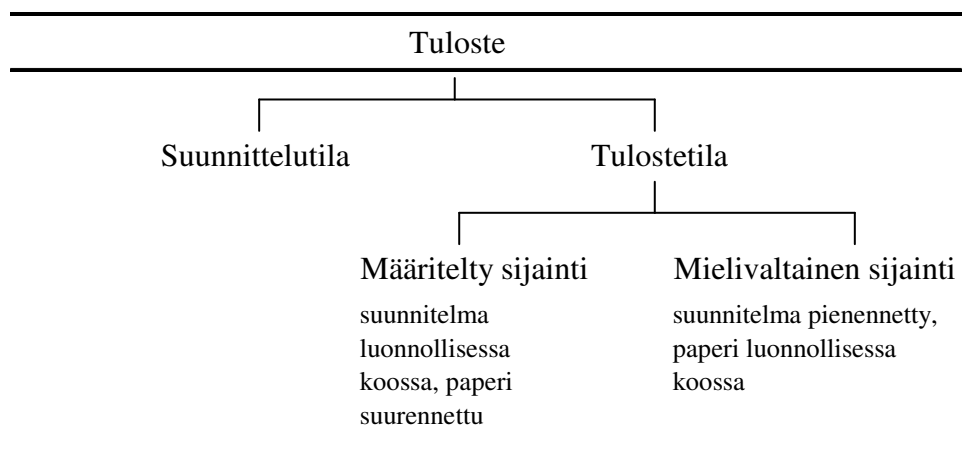 Tuloste
Suunnittelutila
Tulostetila
Määritelty sijainti
suunnitelma
luonnollisessa
koossa, paperi
suurennettu
Mielivaltainen sijainti
suunnitelma pienennetty,
paperi luonnollisessa
koossa